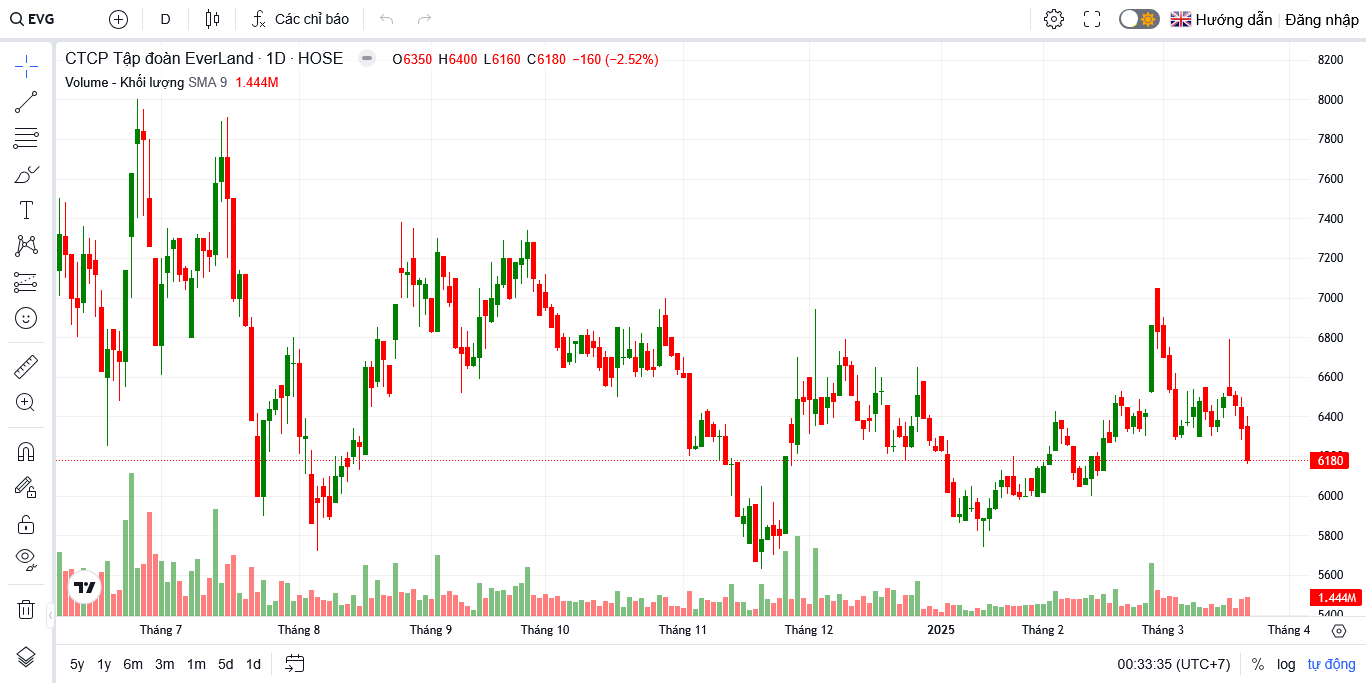 EVG D Các chỉ báo Hướng dẫn Đăng nhập
CTCP Tập đoàn EverLand · 1D · HOSE O6350 H6400 L6160 C6180 −160 (−2.52%)
Volume - Khối lượng SMA 9 1.444M
8200
8000
7800
7600
7400
7200
7000
6800
6600
6400
6180
6000
5800
5600
1.444M
5400
Tháng 7 Tháng 8 Tháng 9 Tháng 10 Tháng 11 Tháng 12 2025 Tháng 2 Tháng 3 Tháng 4
5y 1y 6m 3m 1m 5d 1d 00:33:35 (UTC+7) % log tự động